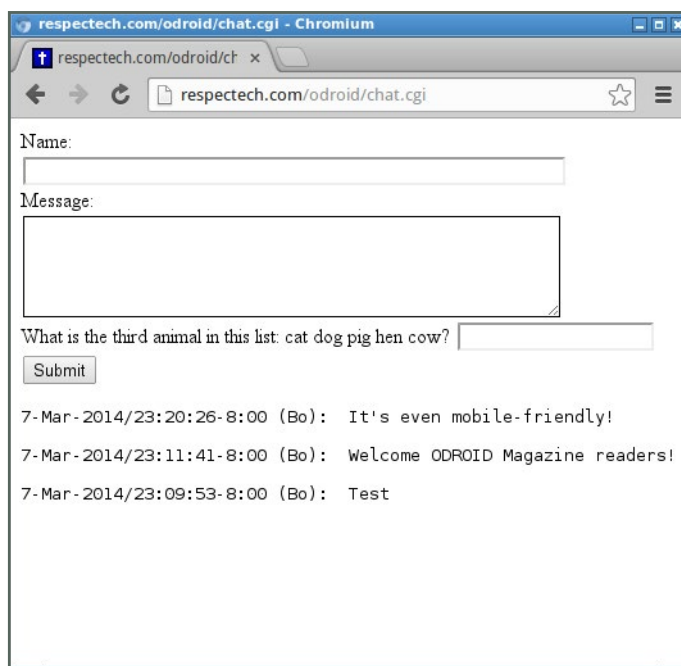 respectech.com/odroid/chat.cgi - Chromium
respectech.com/odroid/ch
respectech.com/odroid/chat.cgi
Name:
Message:
What is the third animal in this list: cat dog pig hen cow?
Submit
7-Mar-2014/23:20:26-8:00 (Bo):  It's even mobile-friendly!
7-Mar-2014/23:11:41-8:00 (Bo):  Welcome ODROID Magazine readers!
7-Mar-2014/23:09:53-8:00 (Bo):  Test